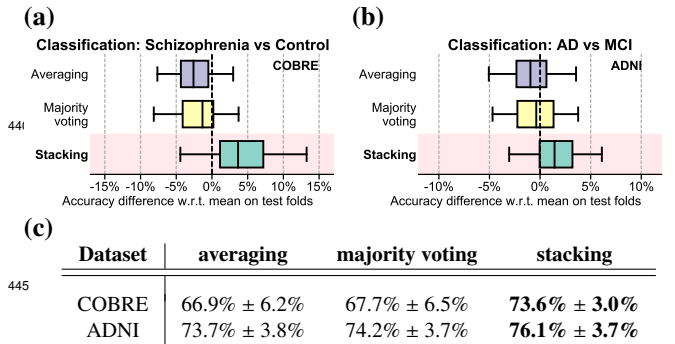 (a)
Classification: Schizophrenia vs Control
COBRE
Averaging
Majority
voting
Stacking
-15% -10% -5% 0% 5% 10% 15%
Accuracy difference w.r.t. mean on test folds
(b)
Classification: AD vs MCI
ADNI
Averaging
Majority
voting
Stacking
-10% -5% 0% 5% 10%
Accuracy difference w.r.t. mean on test folds
(c)
Dataset averaging majority voting stacking
445
COBRE 66.9% ± 6.2% 67.7% ± 6.5% 73.6% ± 3.0%
ADNI 73.7% ± 3.8% 74.2% ± 3.7% 76.1% ± 3.7%